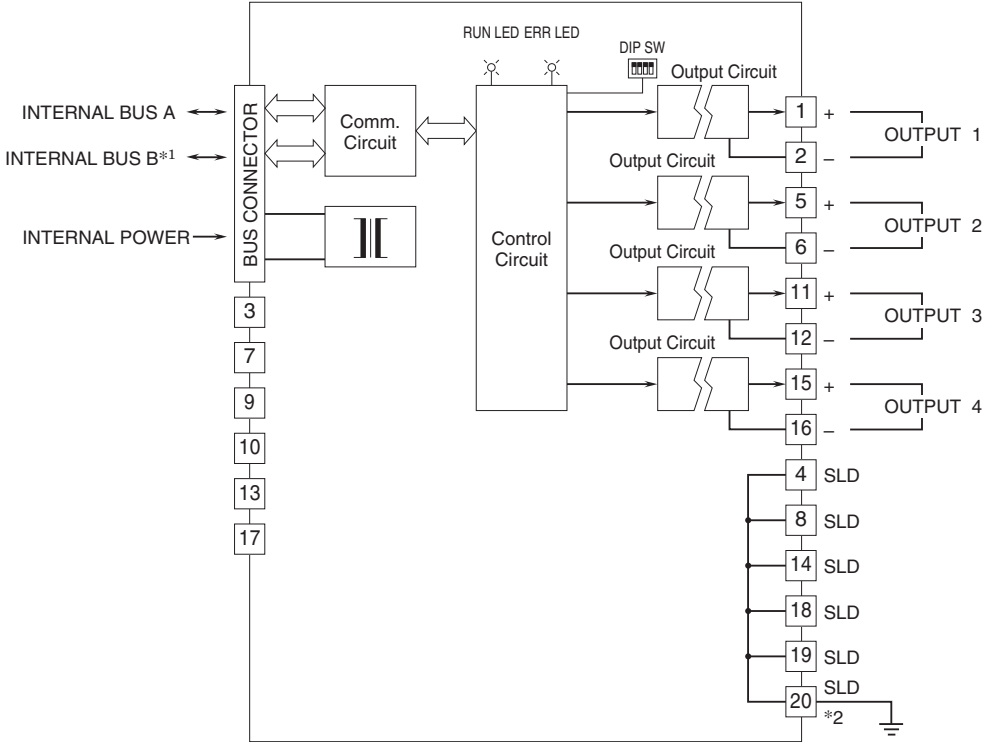 RUN LED ERR LED
DIP SW
Output Circuit
INTERNAL BUS A
INTERNAL BUS B*1
INTERNAL POWER
BUS CONNECTOR
Comm.
Circuit
Control
Circuit
1 +
2 –
OUTPUT 1
Output Circuit
5 +
6 –
OUTPUT 2
Output Circuit
11 +
12 –
OUTPUT 3
Output Circuit
15 +
16 –
OUTPUT 4
3
7
9
10
13
17
4 SLD
8 SLD
14 SLD
18 SLD
19 SLD
20 SLD
*2